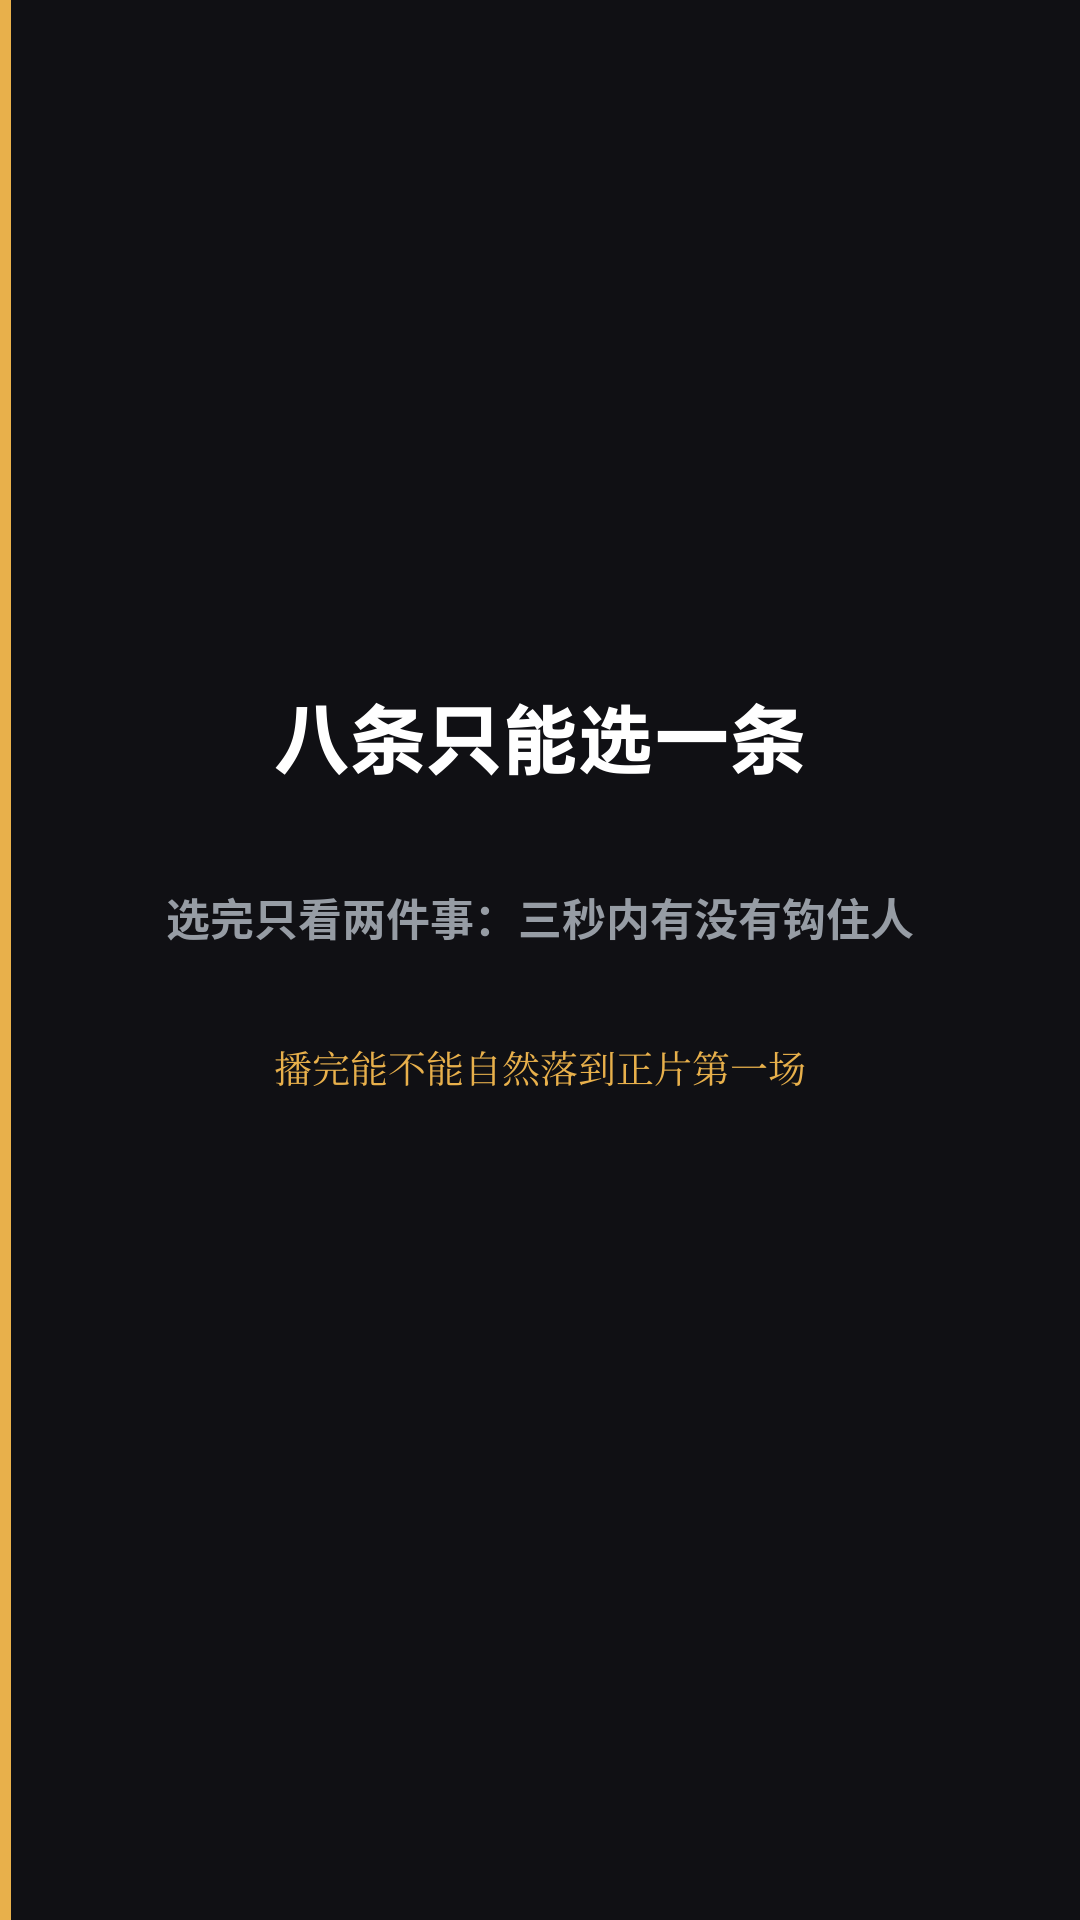 八条只能选一条
选完只看两件事：三秒内有没有钩住人
播完能不能自然落到正片第一场